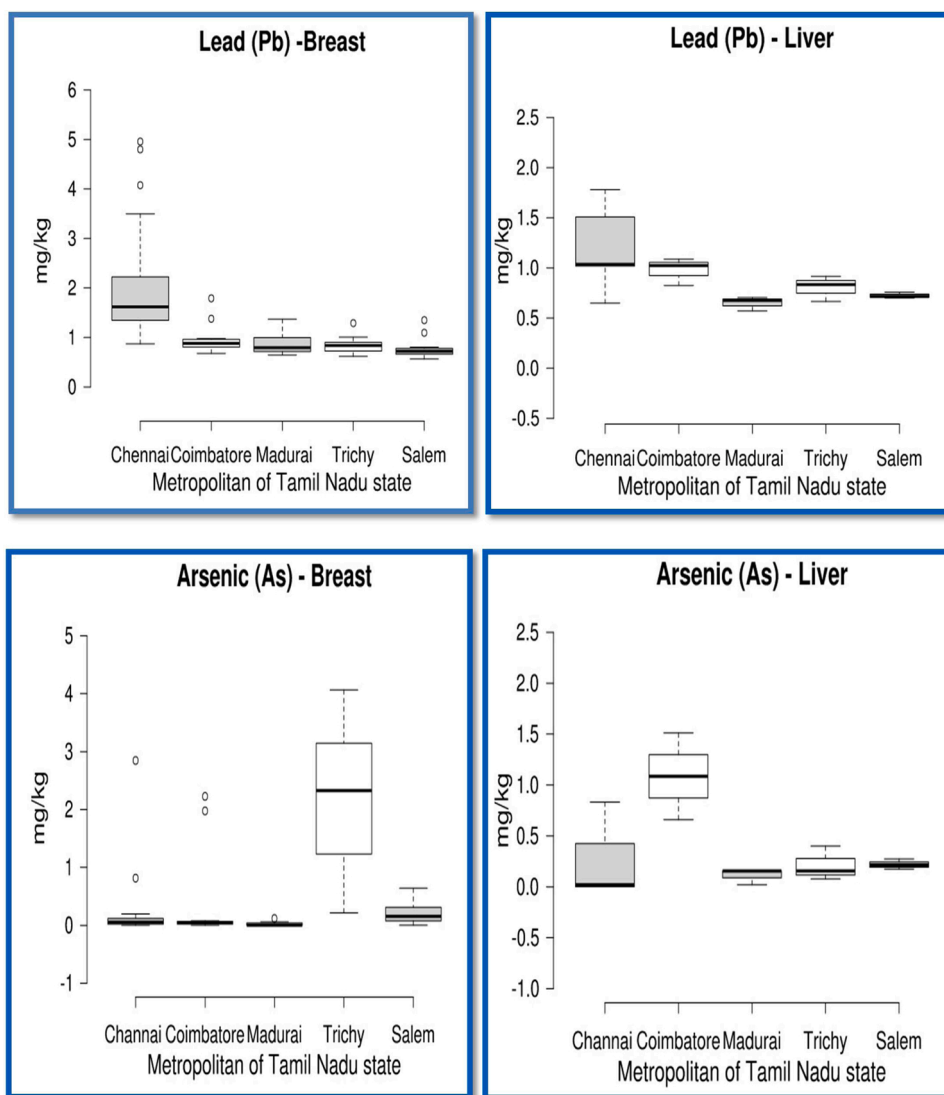 Lead (Pb) -Breast
mg/kg
6
5
4
3
2
1
0
Chennai Coimbatore Madurai Trichy Salem
Metropolitan of Tamil Nadu state
Lead (Pb) - Liver
mg/kg
2.5
2.0
1.5
1.0
0.5
0.0
-0.5
Chennai Coimbatore Madurai Trichy Salem
Metropolitan of Tamil Nadu state
Arsenic (As) - Breast
mg/kg
5
4
3
2
1
0
-1
Channai Coimbatore Madurai Trichy Salem
Metropolitan of Tamil Nadu state
Arsenic (As) - Liver
mg/kg
2.5
2.0
1.5
1.0
0.5
0.0
-0.5
-1.0
Channai Coimbatore Madurai Trichy Salem
Metropolitan of Tamil Nadu state